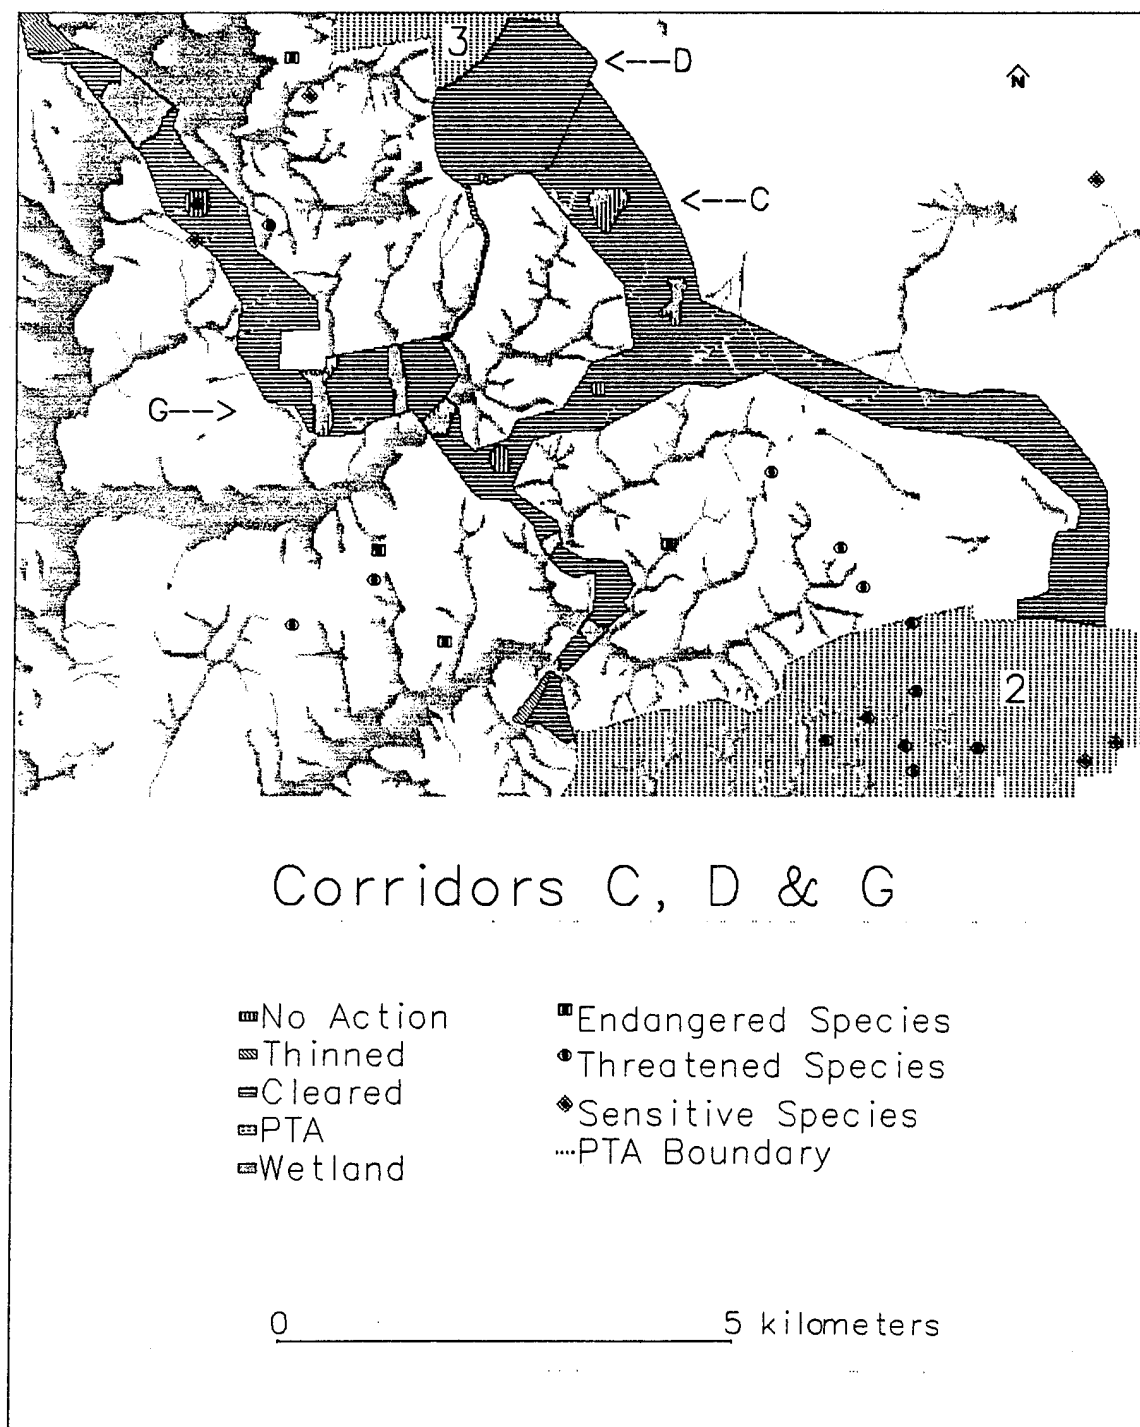 3
<---D
N
<---C
G--->
2
Corridors C, D & G
No Action
Thinned
Cleared
PTA
Wetland
Endangered Species
Threatened Species
Sensitive Species
PTA Boundary
0 5 kilometers